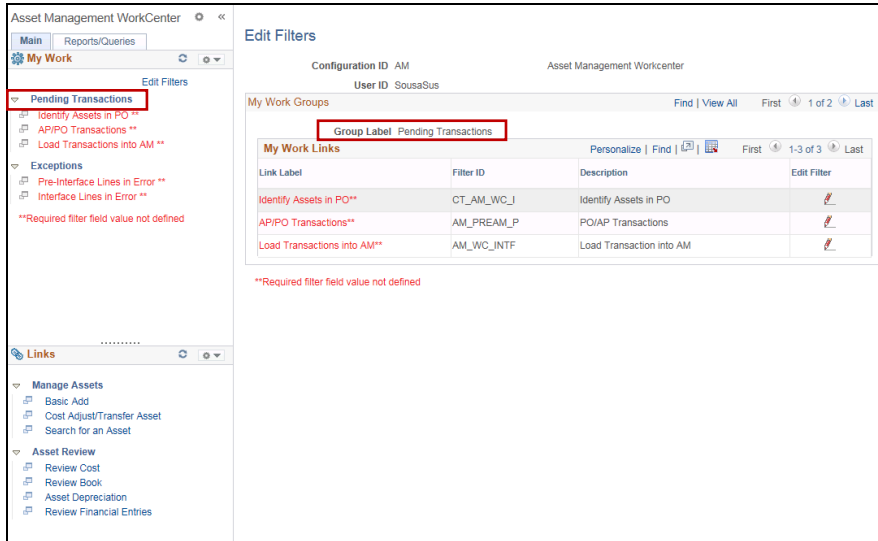 Asset Management WorkCenter
Main Reports/Queries
My Work
Edit Filters
Pending Transactions
Identify Assets in PO **
AP/PO Transactions **
Load Transactions into AM **
Exceptions
Pre-Interface Lines in Error **
Interface Lines in Error **
**Required filter field value not defined
Links
Manage Assets
Basic Add
Cost Adjust/Transfer Asset
Search for an Asset
Asset Review
Review Cost
Review Book
Asset Depreciation
Review Financial Entries
Edit Filters
Configuration ID AM Asset Management Workcenter
User ID SousaSus
My Work Groups Find | View All First 1 of 2 Last
Group Label Pending Transactions
My Work Links Personalize | Find | | First 1-3 of 3 Last
Link Label Filter ID Description Edit Filter
Identify Assets in PO** CT_AM_WC_I Identify Assets in PO
AP/PO Transactions** AM_PREAM_P PO/AP Transactions
Load Transactions into AM** AM_WC_INTF Load Transaction into AM
**Required filter field value not defined